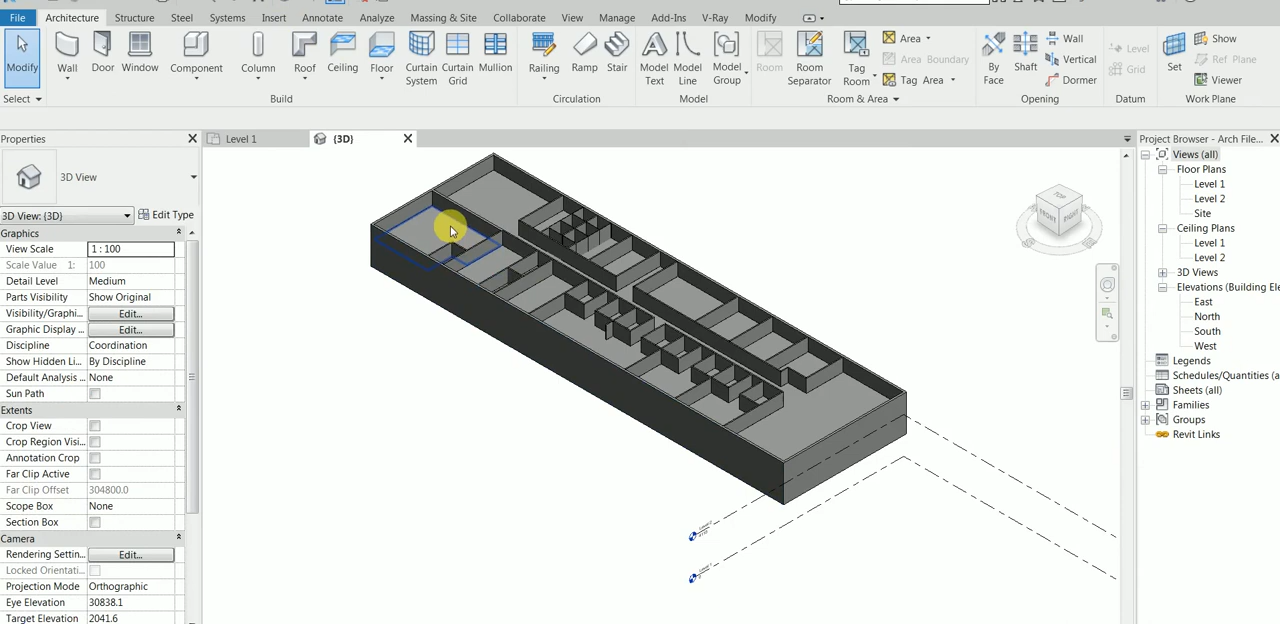 File Architecture Structure Steel Systems Insert Annotate Analyze Massing & Site Collaborate View Manage Add-Ins V-Ray Modify
Modify Wall Door Window Component Column Roof Ceiling Floor Curtain System Curtain Grid Mullion Railing Ramp Stair Model Text Model Line Model Group Room Room Separator Tag Room
Area
Area Boundary
Tag Area
By Face Shaft
Wall
Vertical
Dormer
Level
Grid
Set
Show
Ref Plane
Viewer
Select Build Circulation Model Room & Area Opening Datum Work Plane
Properties
3D View
3D View: {3D} Edit Type
Graphics
View Scale 1 : 100
Scale Value 1: 100
Detail Level Medium
Parts Visibility Show Original
Visibility/Graphi... Edit...
Graphic Display ... Edit...
Discipline Coordination
Show Hidden Li... By Discipline
Default Analysis ... None
Sun Path
Extents
Crop View
Crop Region Visi...
Annotation Crop
Far Clip Active
Far Clip Offset 304800.0
Scope Box None
Section Box
Camera
Rendering Settin... Edit...
Locked Orientati...
Projection Mode Orthographic
Eye Elevation 30838.1
Target Elevation 2041.6
Level 1 {3D}
TOP
FRONT RIGHT
Project Browser - Arch File...
Views (all)
Floor Plans
Level 1
Level 2
Site
Ceiling Plans
Level 1
Level 2
3D Views
Elevations (Building Ele
East
North
South
West
Legends
Schedules/Quantities (a
Sheets (all)
Families
Groups
Revit Links